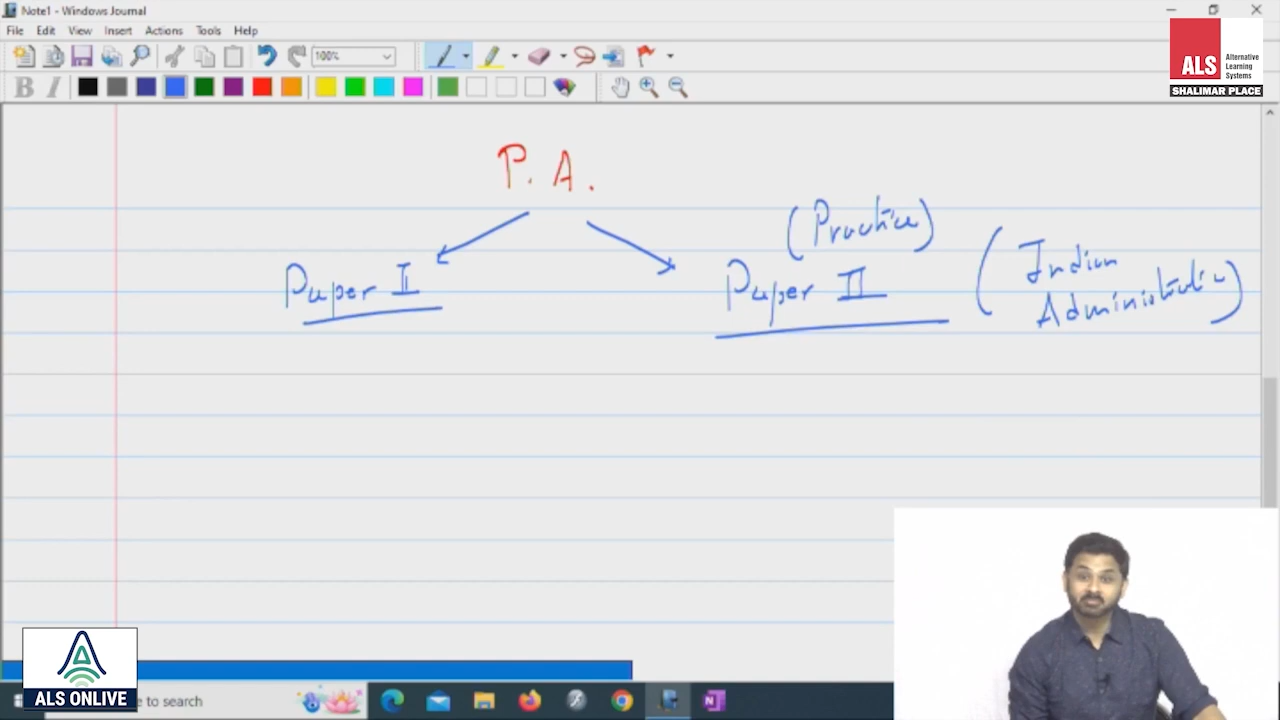 Note1 - Windows Journal
File Edit View Insert Actions Tools Help
100%
B I
ALS Alternative Learning Systems
SHALIMAR PLACE
P. A.
(Practice)
Paper I
Paper II
(Indian
Administration)
ALS ONLIVE
e to search